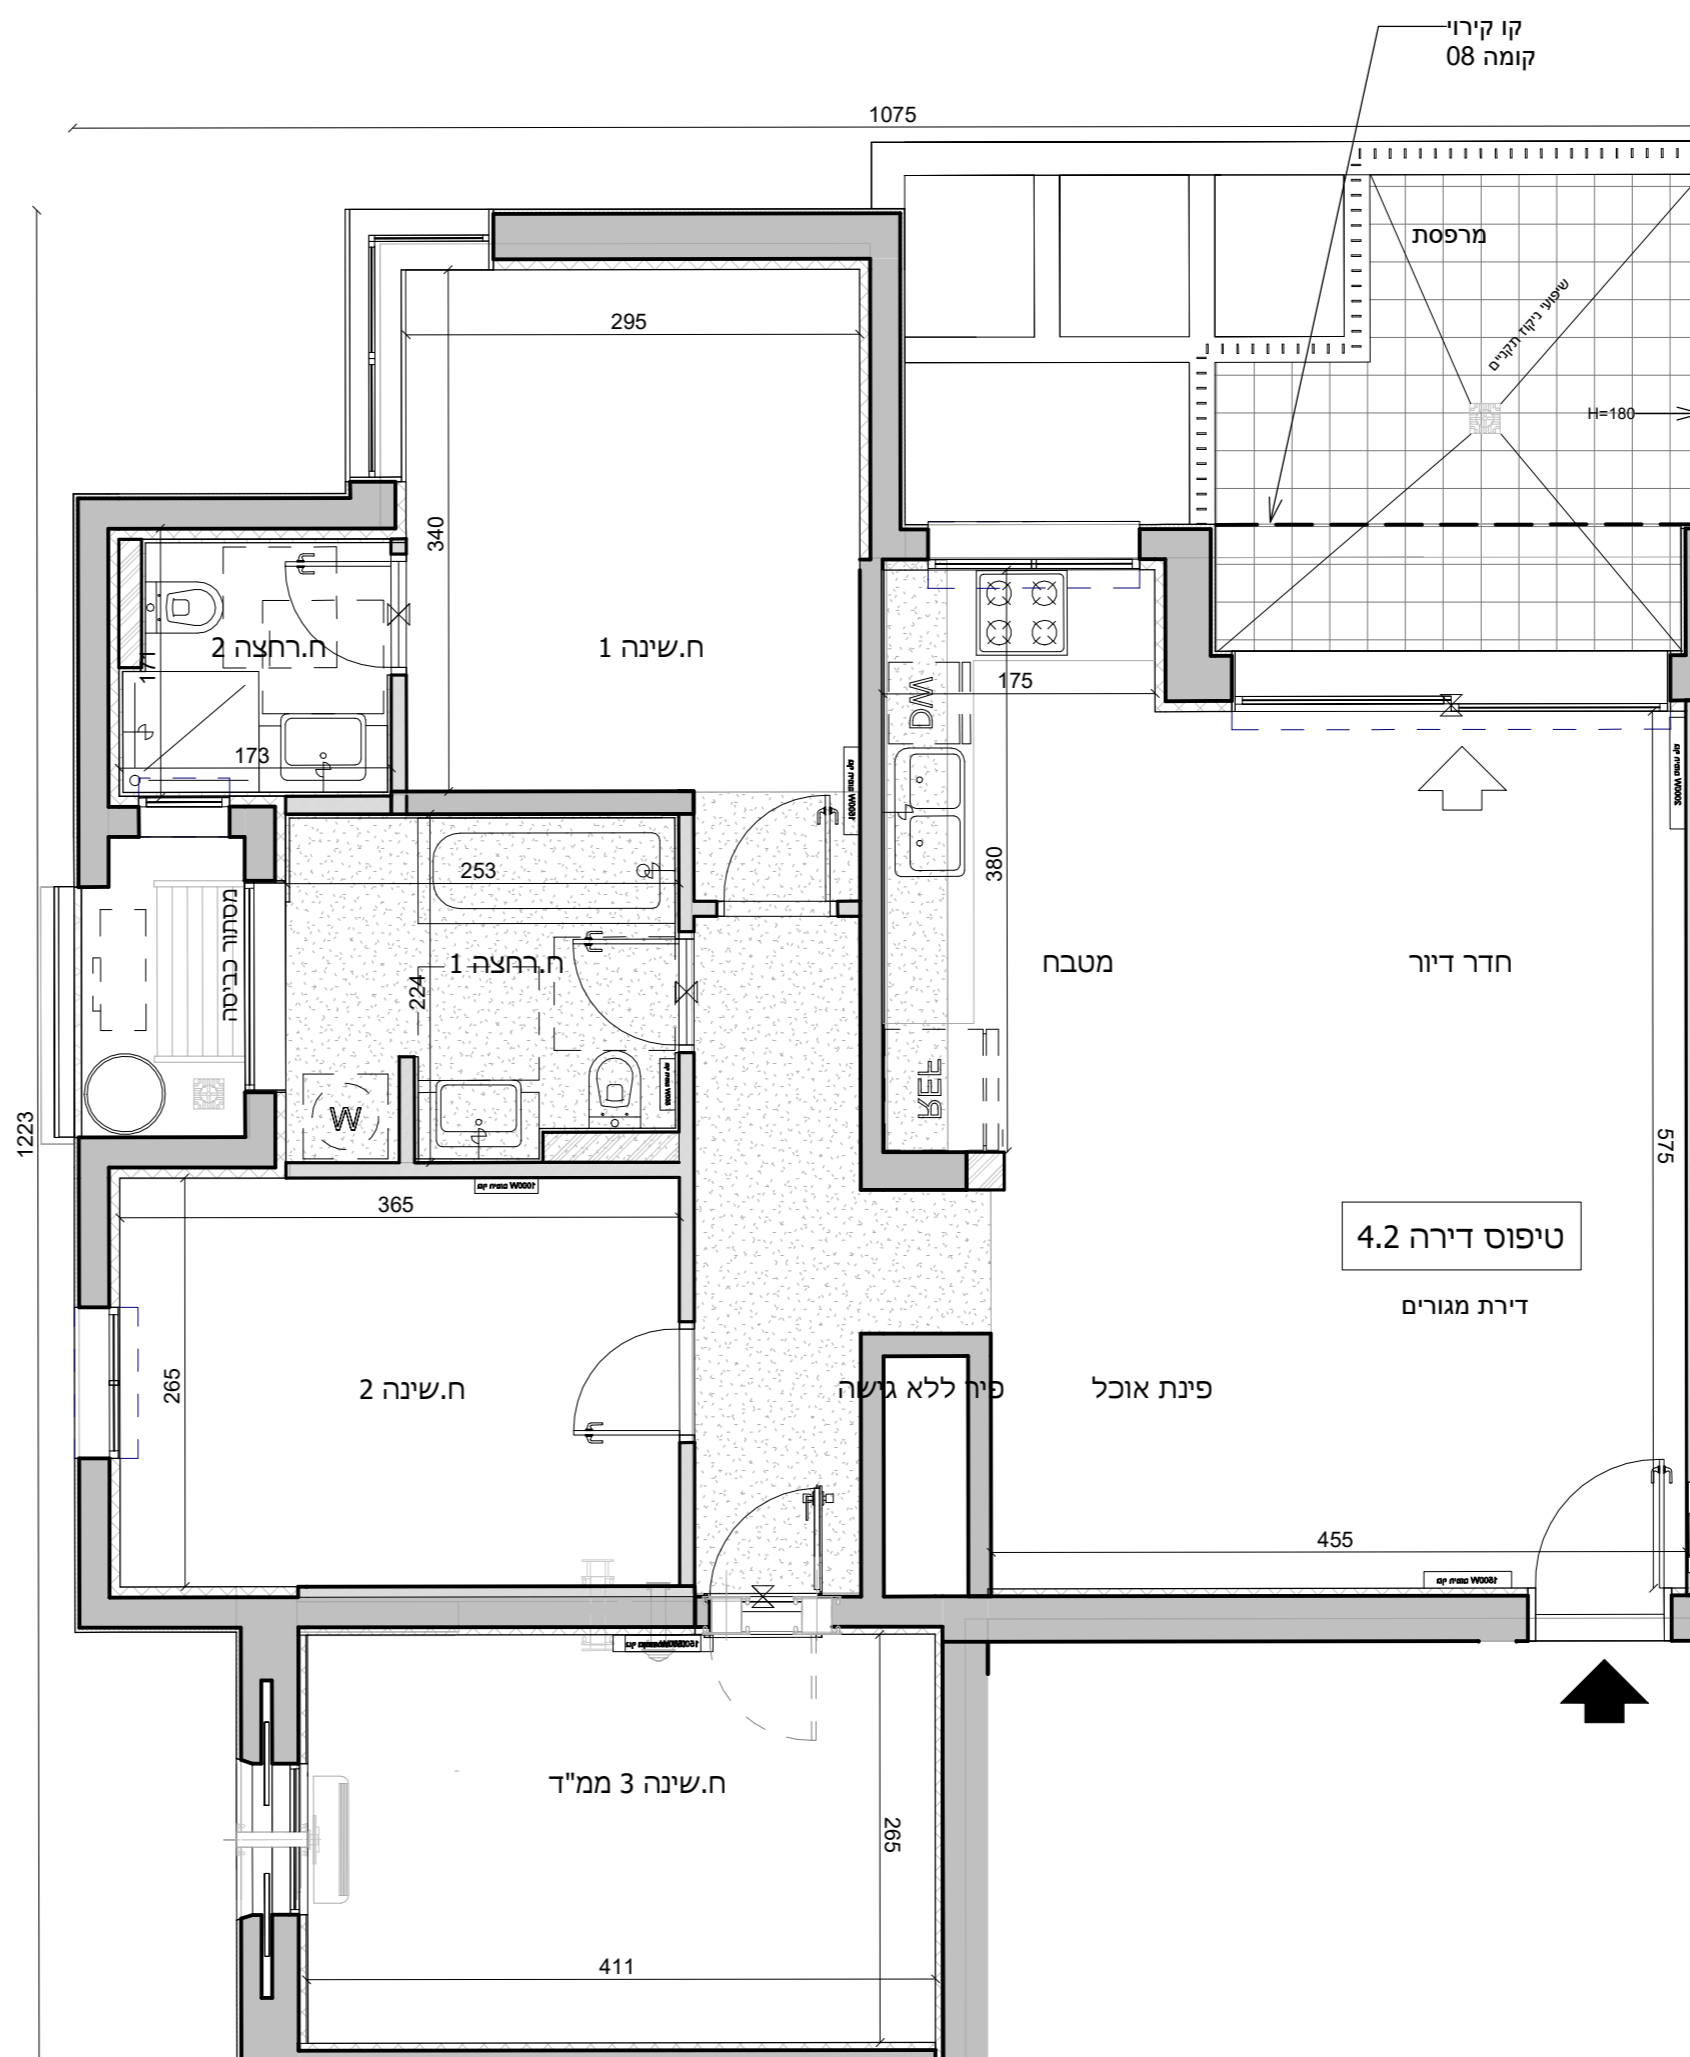 קו קירוי
קומה 08
1075
מרפסת
שיפועי ניקוז תקניים
H=180
295
340
ח.רחצה 2
171
173
ח.שינה 1
175
DW
380
253
ח.רחצה 1
224
מסתור כביסה
מטבח
חדר דיור
REF
W
1223
575
365
265
טיפוס דירה 4.2
דירת מגורים
ח.שינה 2
פיר ללא גישה
פינת אוכל
455
ח.שינה 3 ממ"ד
265
411